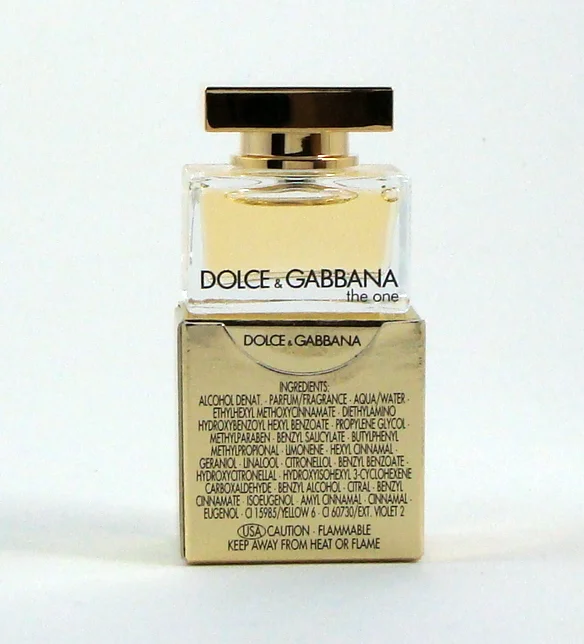 DOLCE & GABBANA
the one
DOLCE & GABBANA
INGREDIENTS:
ALCOHOL DENAT. · PARFUM/FRAGRANCE · AQUA/WATER ·
ETHYLHEXYL METHOXYCINNAMATE · DIETHYLAMINO
HYDROXYBENZOYL HEXYL BENZOATE · PROPYLENE GLYCOL ·
METHYLPARABEN · BENZYL SALICYLATE · BUTYLPHENYL
METHYLPROPIONAL · LIMONENE · HEXYL CINNAMAL ·
GERANIOL · LINALOOL · CITRONELLOL · BENZYL BENZOATE ·
HYDROXYCITRONELLAL · HYDROXYISOHEXYL 3-CYCLOHEXENE
CARBOXALDEHYDE · BENZYL ALCOHOL · CITRAL · BENZYL
CINNAMATE · ISOEUGENOL · AMYL CINNAMAL · CINNAMAL ·
EUGENOL · CI 15985/YELLOW 6 · CI 60730/EXT. VIOLET 2
USA CAUTION · FLAMMABLE
KEEP AWAY FROM HEAT OR FLAME